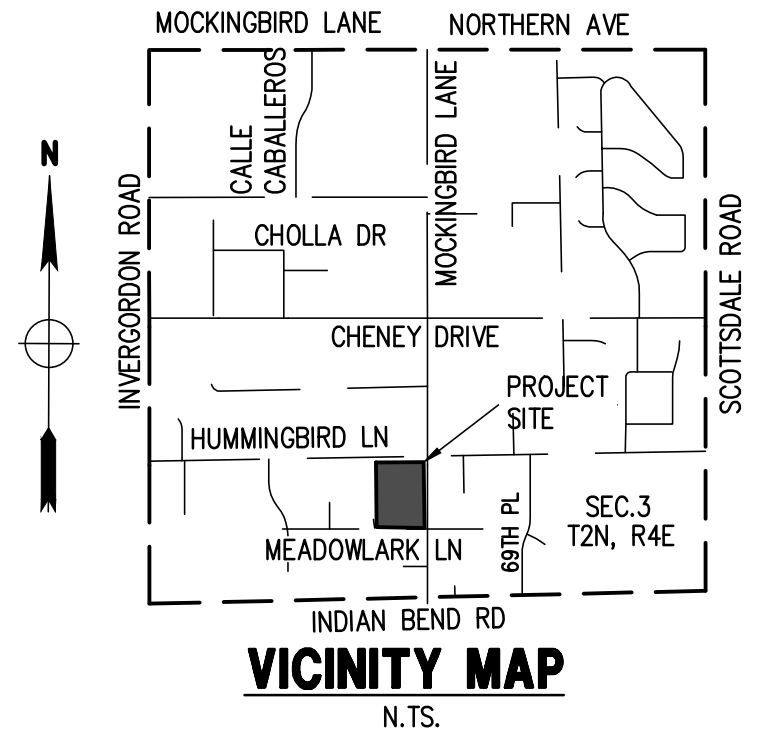 MOCKINGBIRD LANE
NORTHERN AVE
N
CALLE
CABALLEROS
MOCKINGBIRD LANE
INVERGORDON ROAD
SCOTTSDALE ROAD
CHOLLA DR
CHENEY DRIVE
PROJECT
SITE
HUMMINGBIRD LN
69TH PL
SEC.3
T2N, R4E
MEADOWLARK LN
INDIAN BEND RD
VICINITY MAP
N.TS.